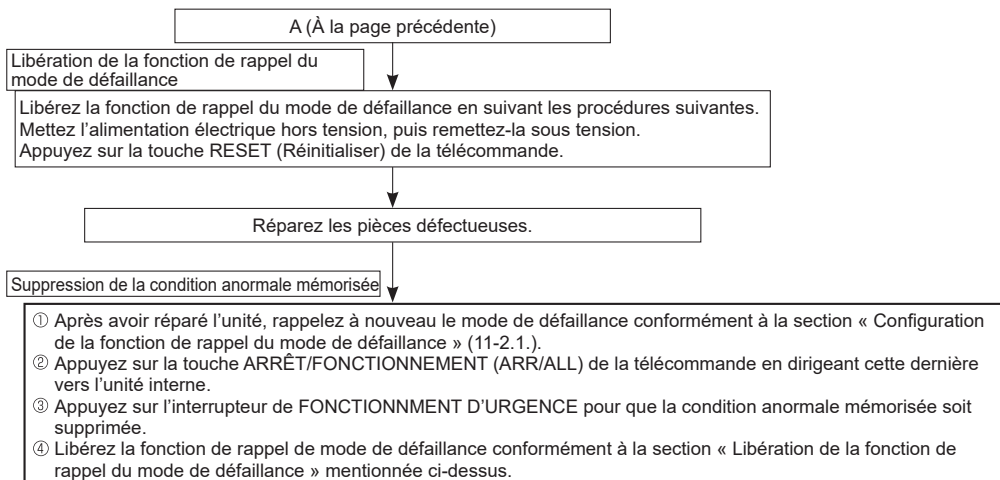 A (À la page précédente)
Libération de la fonction de rappel du
mode de défaillance
Libérez la fonction de rappel du mode de défaillance en suivant les procédures suivantes.
Mettez l’alimentation électrique hors tension, puis remettez-la sous tension.
Appuyez sur la touche RESET (Réinitialiser) de la télécommande.
Réparez les pièces défectueuses.
Suppression de la condition anormale mémorisée
① Après avoir réparé l’unité, rappelez à nouveau le mode de défaillance conformément à la section « Configuration
de la fonction de rappel du mode de défaillance » (11-2.1.).
② Appuyez sur la touche ARRÊT/FONCTIONNEMENT (ARR/ALL) de la télécommande en dirigeant cette dernière
vers l’unité interne.
③ Appuyez sur l’interrupteur de FONCTIONNMENT D’URGENCE pour que la condition anormale mémorisée soit
supprimée.
④ Libérez la fonction de rappel de mode de défaillance conformément à la section « Libération de la fonction de
rappel du mode de défaillance » mentionnée ci-dessus.